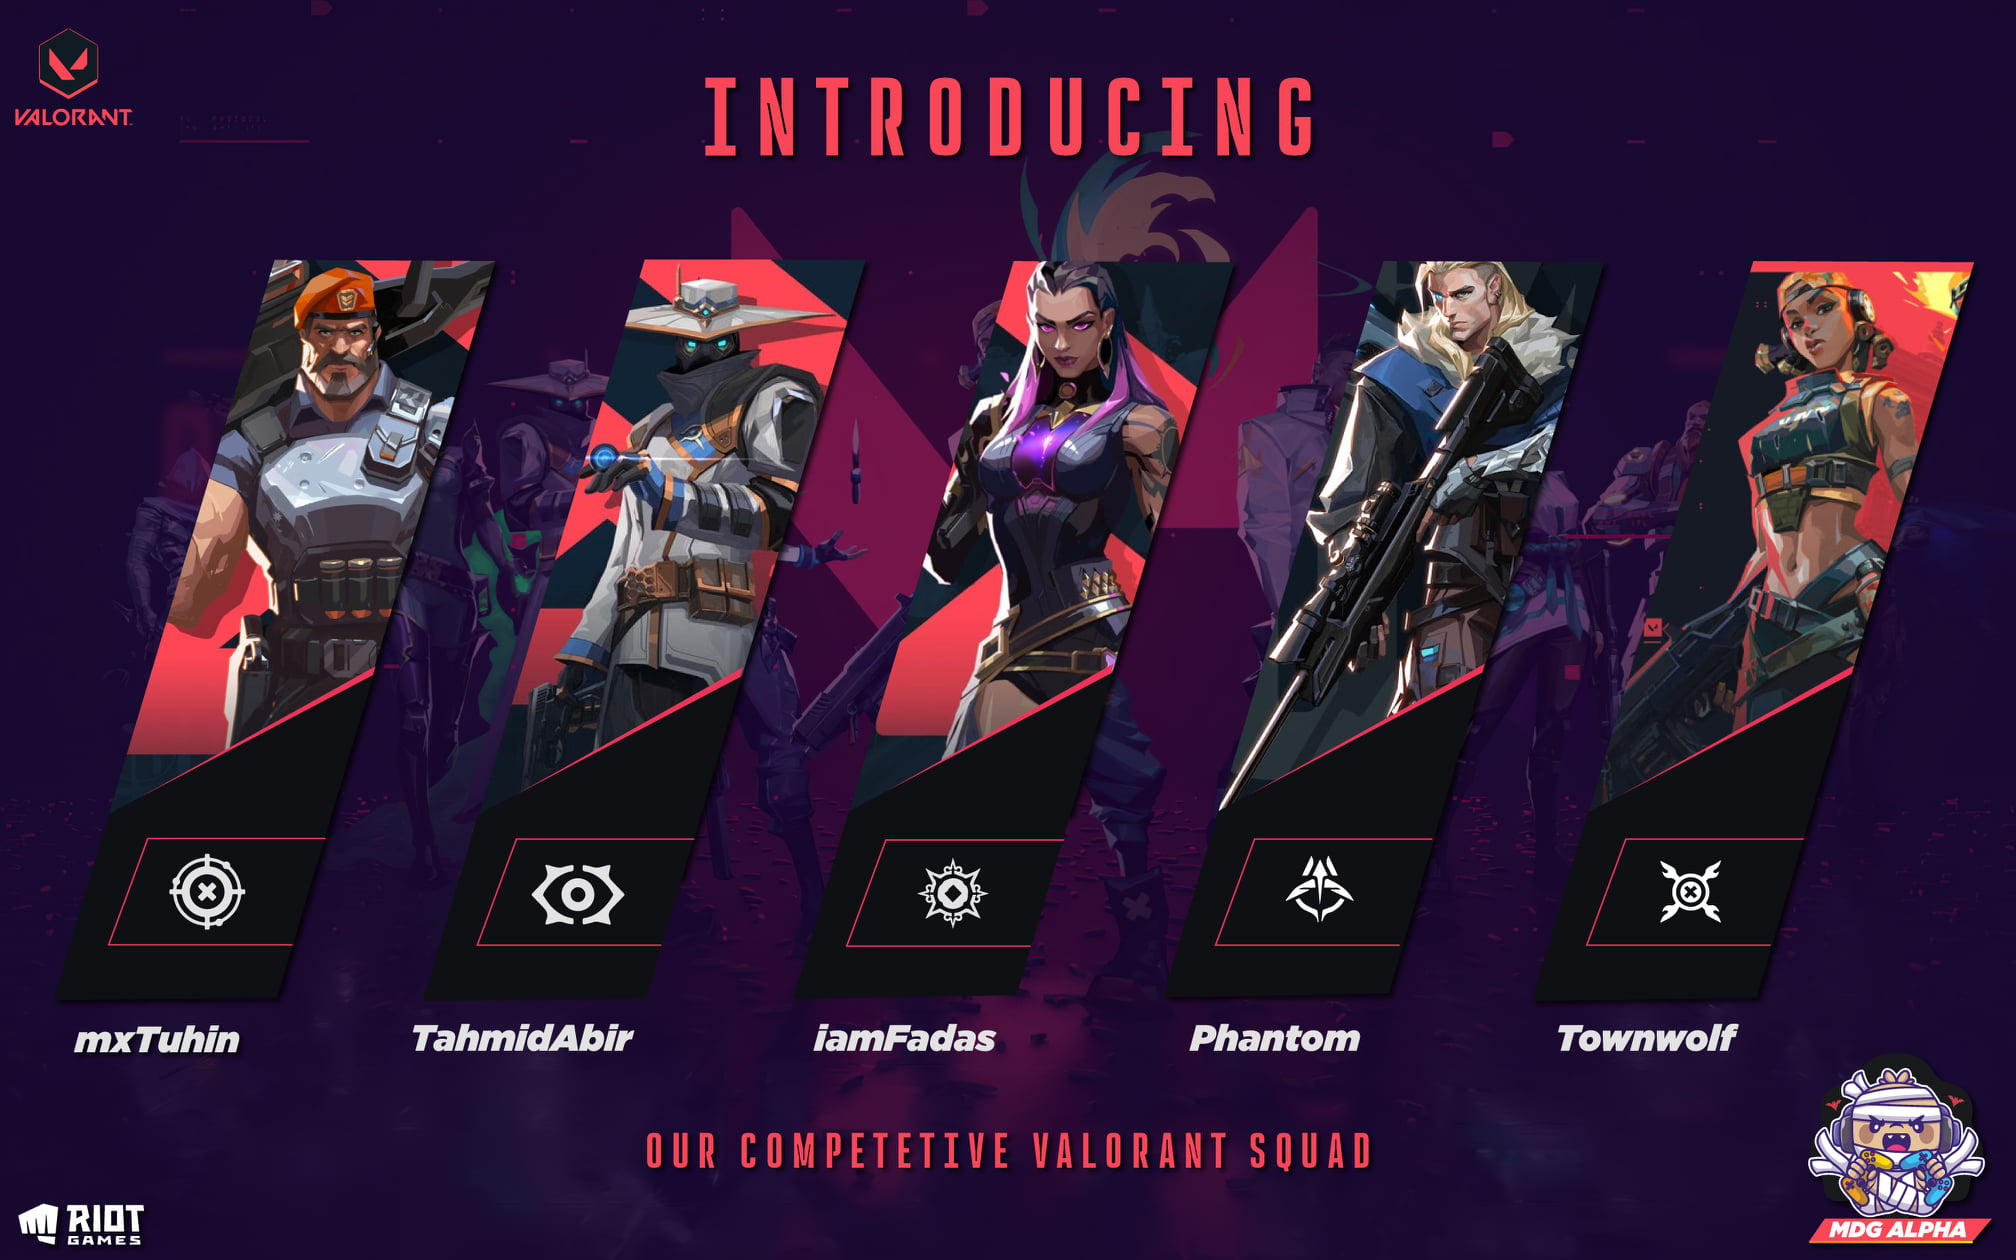 VALORANT
INTRODUCING
mxTuhin
TahmidAbir
iamFadas
Phantom
Townwolf
OUR COMPETETIVE VALORANT SQUAD
RIOT
GAMES
MDG ALPHA